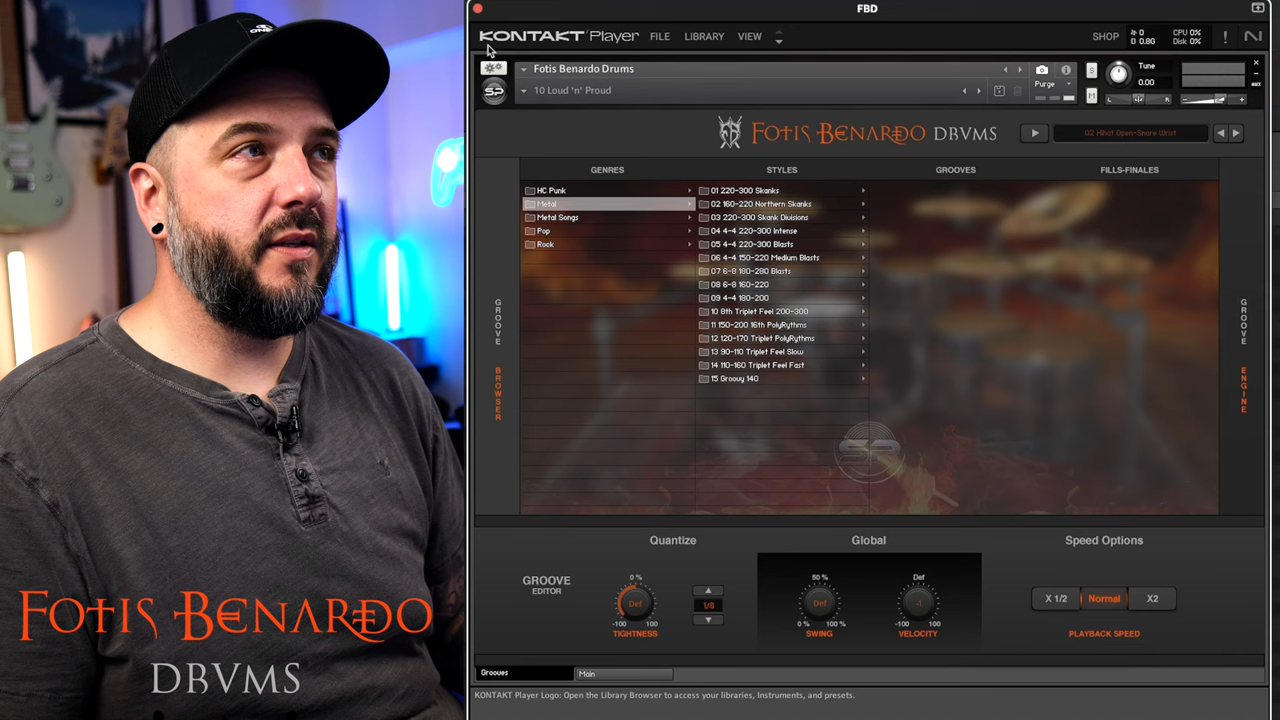 FOTIS BENARDO
DBVMS
FBD
KONTAKT Player FILE LIBRARY VIEW SHOP 0 0.8G CPU 0% Disk 0% !
Fotis Benardo Drums
10 Loud 'n' Proud
Purge
S
M
Tune
0.00
L R
SP
FOTIS BENARDO DBVMS
02 Hihat Open-Snare Wrist
GENRES STYLES GROOVES FILLS-FINALES
HC Punk
Metal
Metal Songs
Pop
Rock
01 220-300 Skanks
02 160-220 Northern Skanks
03 220-300 Skank Divisions
04 4-4 220-300 Intense
05 4-4 220-300 Blasts
06 4-4 150-220 Medium Blasts
07 6-8 180-280 Blasts
08 6-8 160-220
09 4-4 180-200
10 8th Triplet Feel 200-300
11 150-200 16th PolyRythms
12 120-170 Triplet PolyRythms
13 90-110 Triplet Feel Slow
14 110-160 Triplet Feel Fast
15 Groovy 140
GROOVE BROWSER
GROOVE ENGINE
SP
GROOVE
EDITOR
Quantize
0 %
Def
-100 100
TIGHTNESS
1/8
Global
50 %
Def
0 % 100 %
SWING
Def
-1
-100 100
VELOCITY
Speed Options
X 1/2 Normal X2
PLAYBACK SPEED
Grooves Main
KONTAKT Player Logo: Open the Library Browser to access your libraries, Instruments, and presets.